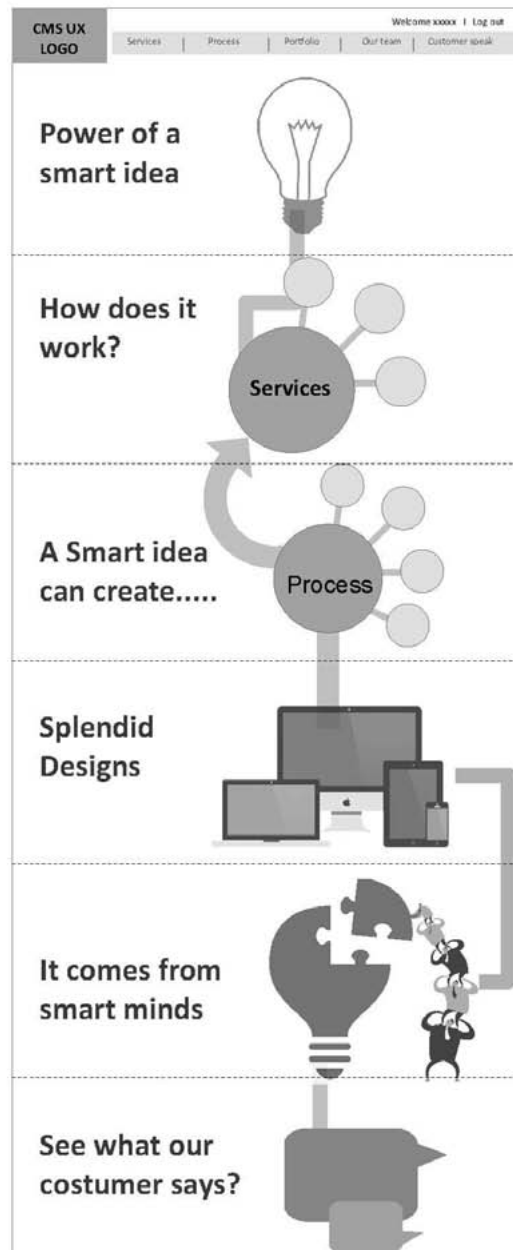 CMS UX
LOGO
Welcome xxxxx | Log out
Services | Process | Portfolio | Our team | Customer speak
Power of a
smart idea
How does it
work?
Services
A Smart idea
can create.....
Process
Splendid
Designs
It comes from
smart minds
See what our
costumer says?